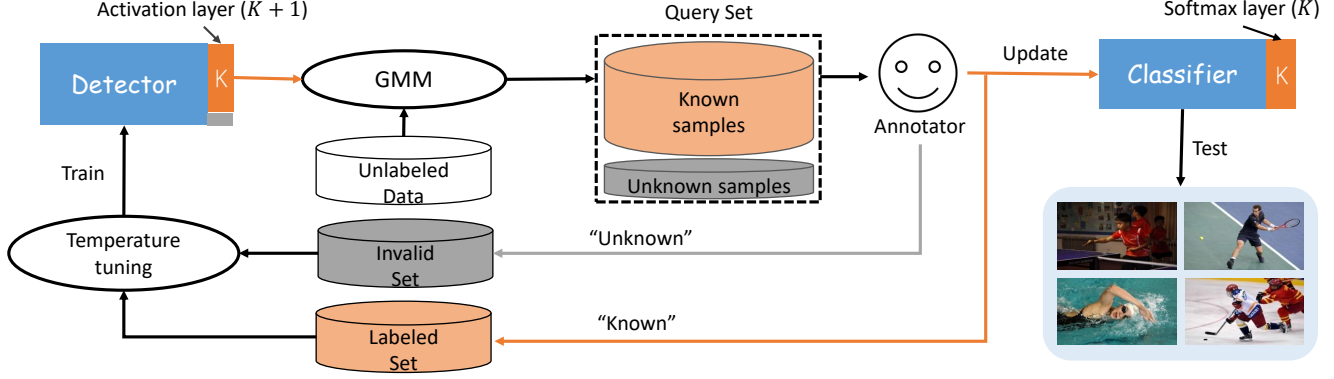 Activation layer (K + 1)
Query Set
Softmax layer (K)
Detector
K
GMM
Known
samples
Unknown samples
Annotator
Update
Classifier
K
Unlabeled
Data
Train
Test
Temperature
tuning
Invalid
Set
"Unknown"
Labeled
Set
"Known"